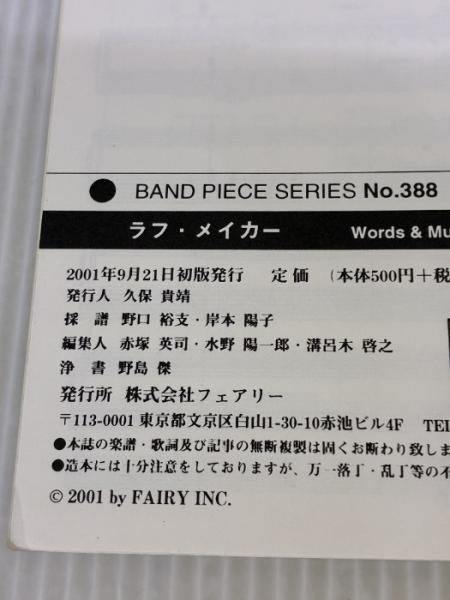 ● BAND PIECE SERIES No.388
ラフ・メイカー Words & Mu
2001年9月21日初版発行 定価 (本体500円+税
発行人 久保 貴靖
採譜 野口 裕支・岸本 陽子
編集人 赤塚 英司・水野 陽一郎・溝呂木 啓之
浄書 野島 傑
発行所 株式会社フェアリー
〒113-0001 東京都文京区白山1-30-10赤池ビル4F TEL
●本誌の楽譜・歌詞及び記事の無断複製は固くお断わり致しま
●造本には十分注意をしておりますが、万一落丁・乱丁等の不
© 2001 by FAIRY INC.